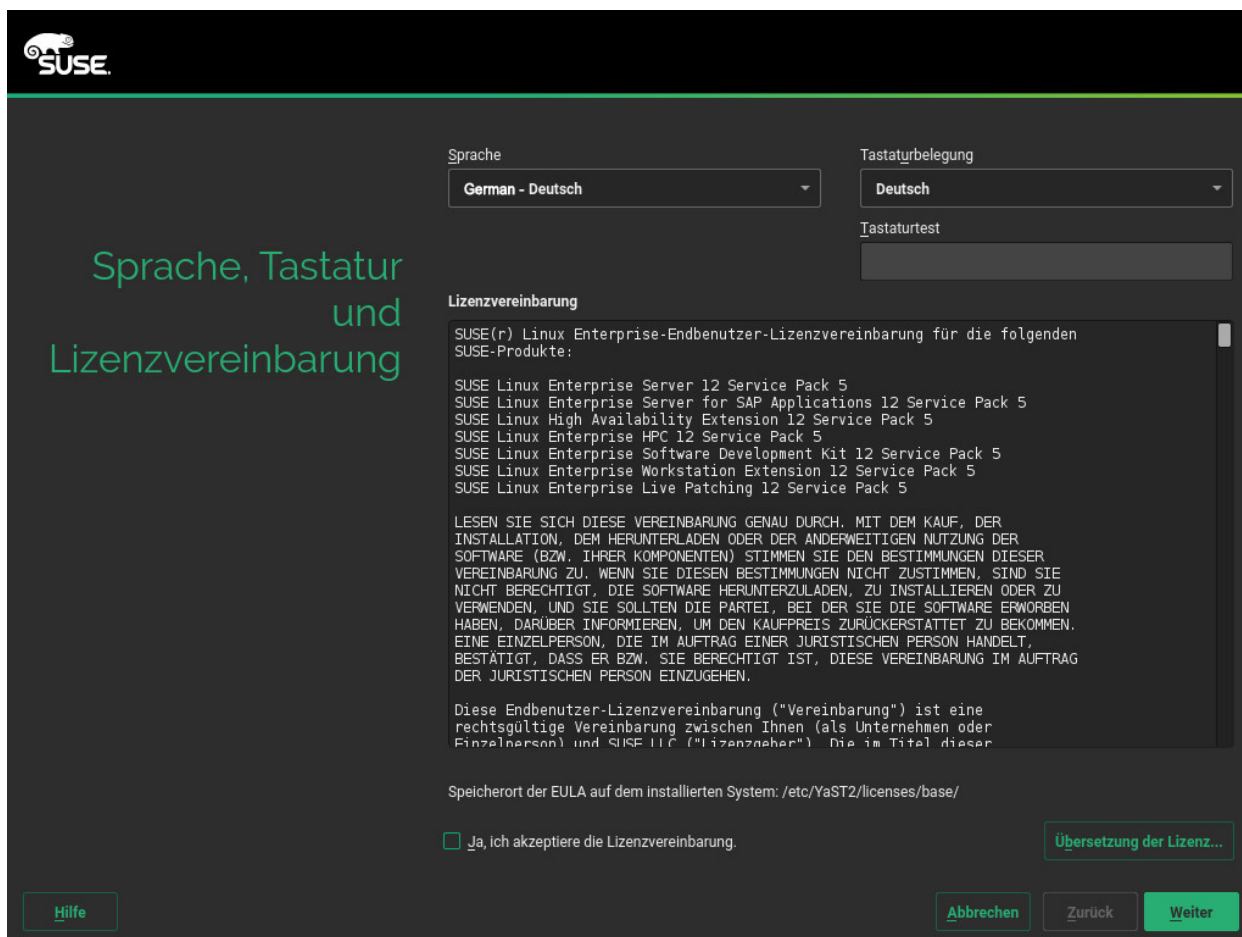 SUSE.
Sprache, Tastatur
und
Lizenzvereinbarung
Sprache
German - Deutsch
Tastaturbelegung
Deutsch
Tastaturtest
Lizenzvereinbarung
SUSE(r) Linux Enterprise-Endbenutzer-Lizenzvereinbarung für die folgenden
SUSE-Produkte:
SUSE Linux Enterprise Server 12 Service Pack 5
SUSE Linux Enterprise Server for SAP Applications 12 Service Pack 5
SUSE Linux High Availability Extension 12 Service Pack 5
SUSE Linux Enterprise HPC 12 Service Pack 5
SUSE Linux Enterprise Software Development Kit 12 Service Pack 5
SUSE Linux Enterprise Workstation Extension 12 Service Pack 5
SUSE Linux Enterprise Live Patching 12 Service Pack 5
LESEN SIE SICH DIESE VEREINBARUNG GENAU DURCH. MIT DEM KAUF, DER
INSTALLATION, DEM HERUNTERLADEN ODER DER ANDERWEITIGEN NUTZUNG DER
SOFTWARE (BZW. IHRER KOMPONENTEN) STIMMEN SIE DEN BESTIMMUNGEN DIESER
VEREINBARUNG ZU. WENN SIE DIESEN BESTIMMUNGEN NICHT ZUSTIMMEN, SIND SIE
NICHT BERECHTIGT, DIE SOFTWARE HERUNTERZULADEN, ZU INSTALLIEREN ODER ZU
VERWENDEN, UND SIE SOLLTEN DIE PARTEI, BEI DER SIE DIE SOFTWARE ERWORBEN
HABEN, DARÜBER INFORMIEREN, UM DEN KAUFPREIS ZURÜCKERSTATTET ZU BEKOMMEN.
EINE EINZELPERSON, DIE IM AUFTRAG EINER JURISTISCHEN PERSON HANDELT,
BESTÄTIGT, DASS ER BZW. SIE BERECHTIGT IST, DIESE VEREINBARUNG IM AUFTRAG
DER JURISTISCHEN PERSON EINZUGEHEN.
Diese Endbenutzer-Lizenzvereinbarung ("Vereinbarung") ist eine
rechtsgültige Vereinbarung zwischen Ihnen (als Unternehmen oder
Einzelperson) und SUSE LLC ("Lizenzgeber"). Die im Titel dieser
Speicherort der EULA auf dem installierten System: /etc/YaST2/licenses/base/
Ja, ich akzeptiere die Lizenzvereinbarung.
Übersetzung der Lizenz...
Hilfe
Abbrechen
Zurück
Weiter